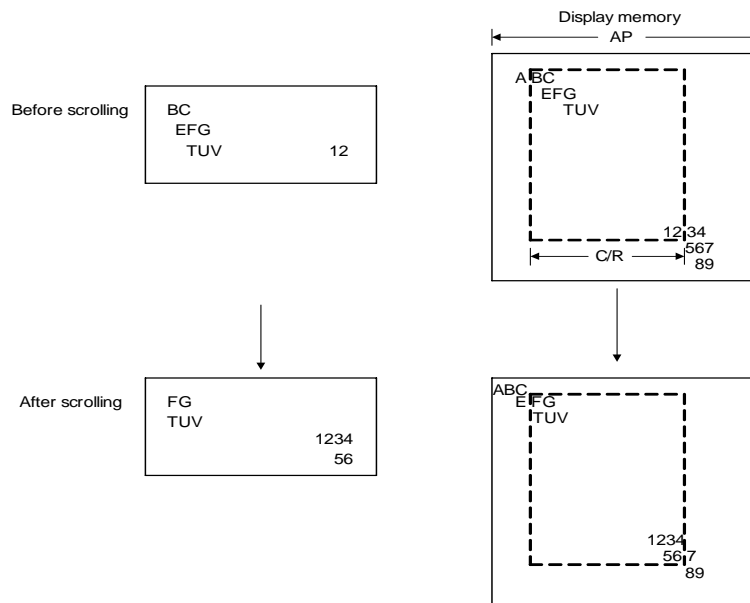 Display memory
AP
Before scrolling
BC
EFG
TUV 12
A BC
EFG
TUV
12 34
567
89
C/R
After scrolling
FG
TUV
1234
56
ABC
E FG
TUV
1234
56 7
89